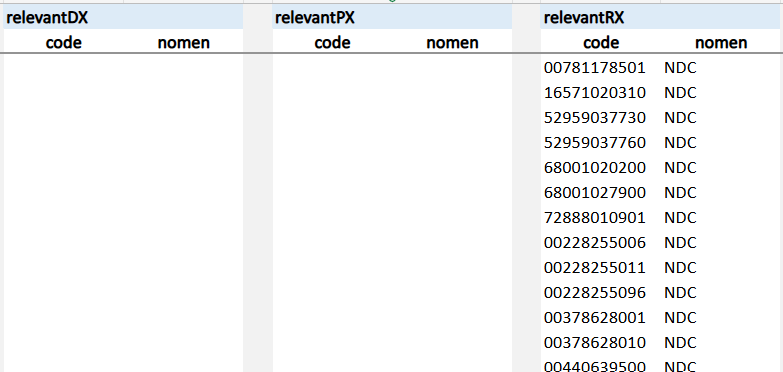 relevantDX relevantPX relevantRX
code nomen code nomen code nomen
00781178501 NDC
16571020310 NDC
52959037730 NDC
52959037760 NDC
68001020200 NDC
68001027900 NDC
72888010901 NDC
00228255006 NDC
00228255011 NDC
00228255096 NDC
00378628001 NDC
00378628010 NDC
00440639500 NDC